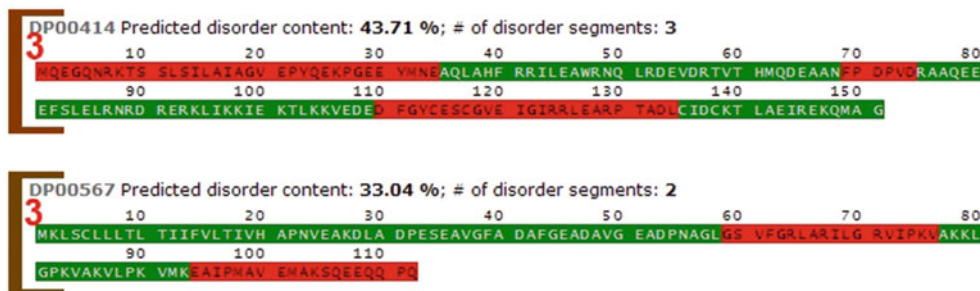 DP00414 Predicted disorder content: 43.71 %; # of disorder segments: 3
3
10 20 30 40 50 60 70 80
MQEGQNRKTS SLSILAIAGV EPYQEKPGEE YMNEAQLAHF RRILEAWRNQ LRDEVDRTVT HMQDEAANFP DPVDRAAQEE
90 100 110 120 130 140 150
EFSLELRNRD RERKLIKKIE KTLKKVEDED FGYCESCGVE IGIRRLEARP TADLCIDCKT LAEIREKQMA G
DP00567 Predicted disorder content: 33.04 %; # of disorder segments: 2
3
10 20 30 40 50 60 70 80
MKLSCLLLTL TIIFVLTIVH APNVEAKDLA DPESEAVGFA DAFGEADAVG EADPNAGLGS VFGRLARILG RVIPKVAKKL
90 100 110
GPKVAKVLPK VMKEAIPMAV EMAKSQEEQQ PQ